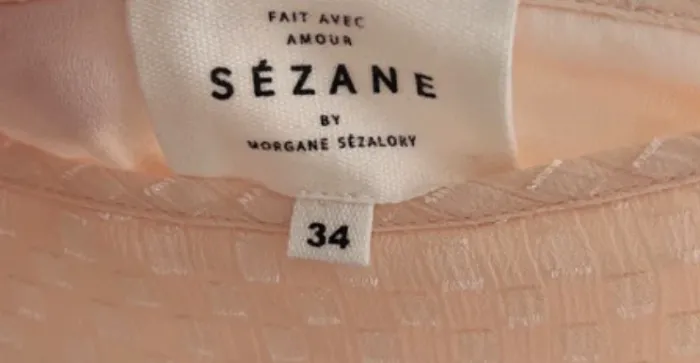 FAIT AVEC
AMOUR
SÉZANE
BY
MORGANE SÉZALORY
34